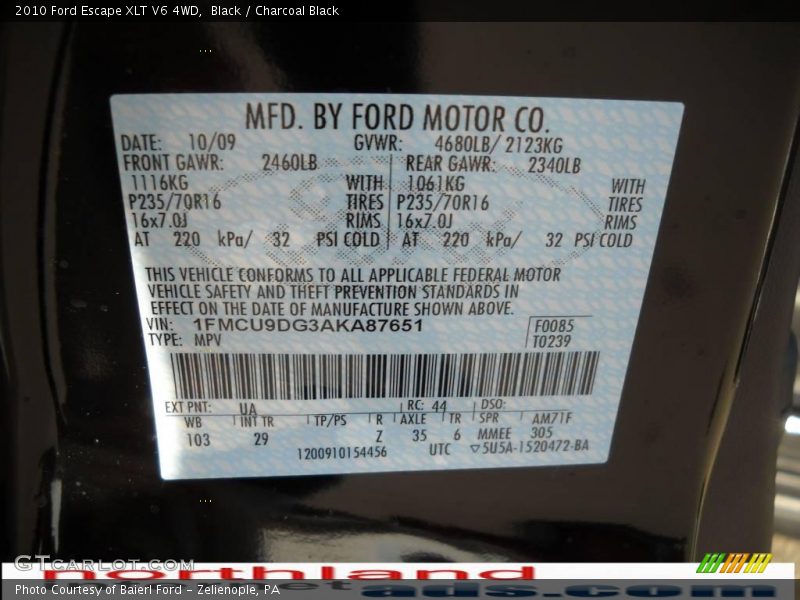 2010 Ford Escape XLT V6 4WD, Black / Charcoal Black
MFD. BY FORD MOTOR CO.
DATE: 10/09 GVWR: 4680LB/ 2123KG
FRONT GAWR: 2460LB REAR GAWR: 2340LB
1116KG WITH 1061KG WITH
P235/70R16 TIRES P235/70R16 TIRES
16x7.0J RIMS 16x7.0J RIMS
AT 220 kPa/ 32 PSI COLD AT 220 kPa/ 32 PSI COLD
THIS VEHICLE CONFORMS TO ALL APPLICABLE FEDERAL MOTOR
VEHICLE SAFETY AND THEFT PREVENTION STANDARDS IN
EFFECT ON THE DATE OF MANUFACTURE SHOWN ABOVE.
VIN: 1FMCU9DG3AKA87651 F0085
TYPE: MPV T0239
EXT PNT: UA RC: 44 DSO:
WB INT TR TP/PS R AXLE TR SPR AM71F
103 29 Z 35 6 MMEE 305
1200910154456 UTC ▽5U5A-1520472-BA
GTCarLot.com
northland
ads.com
Photo Courtesy of Baierl Ford - Zelienople, PA